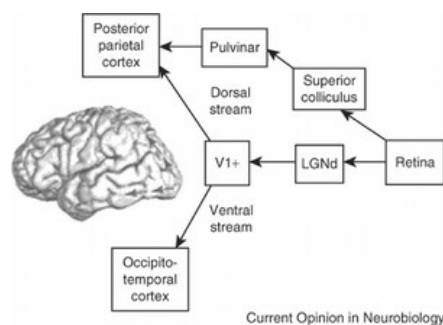 Posterior
parietal
cortex
Pulvinar
Superior
colliculus
Dorsal
stream
V1+
LGNd
Retina
Ventral
stream
Occipito-
temporal
cortex
Current Opinion in Neurobiology